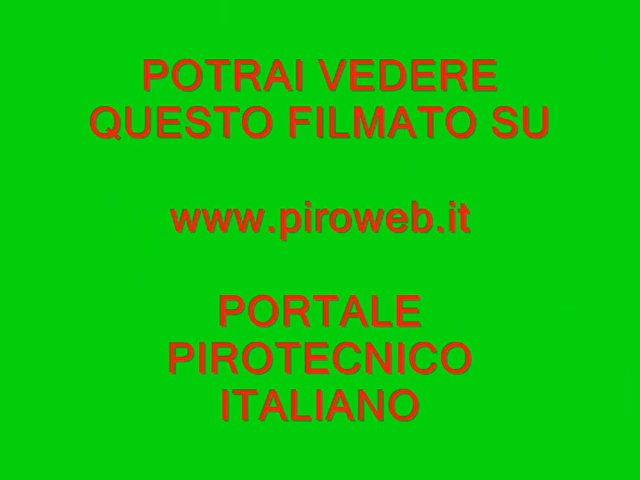 POTRAI VEDERE
QUESTO FILMATO SU
www.piroweb.it
PORTALE
PIROTECNICO
ITALIANO